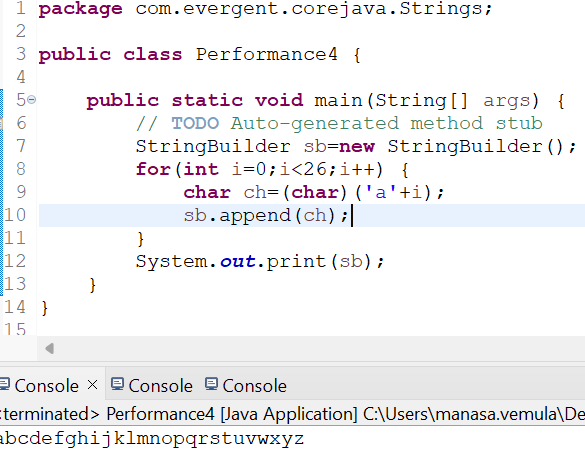 1 package com.evergent.corejava.Strings;
2
3 public class Performance4 {
4
5 public static void main(String[] args) {
6 // TODO Auto-generated method stub
7 StringBuilder sb=new StringBuilder();
8 for(int i=0;i<26;i++) {
9 char ch=(char)('a'+i);
10 sb.append(ch);
11 }
12 System.out.print(sb);
13 }
14 }
15
Console × Console Console
<terminated> Performance4 [Java Application] C:\Users\manasa.vemula\De
abcdefghijklmnopqrstuvwxyz